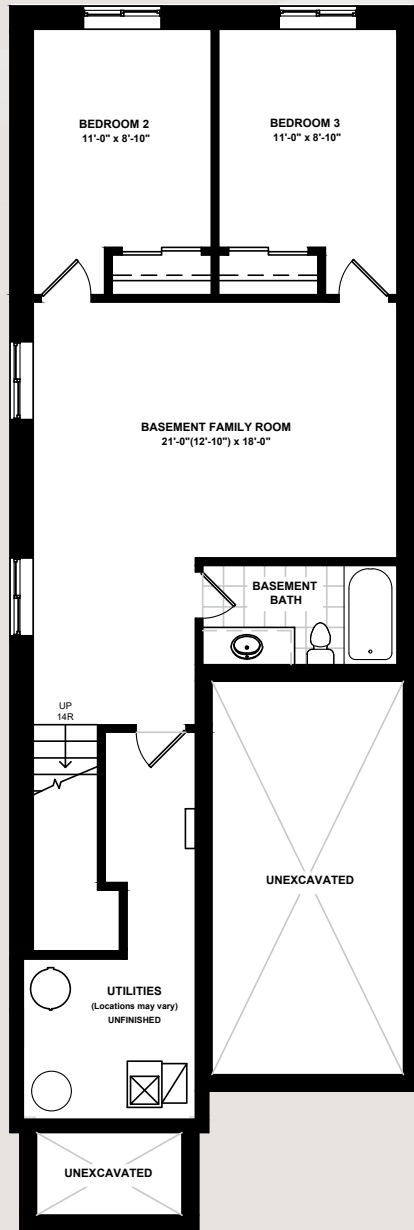 BEDROOM 2
11'-0" x 8'-10"
BEDROOM 3
11'-0" x 8'-10"
BASEMENT FAMILY ROOM
21'-0"(12'-10") x 18'-0"
BASEMENT
BATH
UP
14R
UNEXCAVATED
UTILITIES
(Locations may vary)
UNFINISHED
UNEXCAVATED